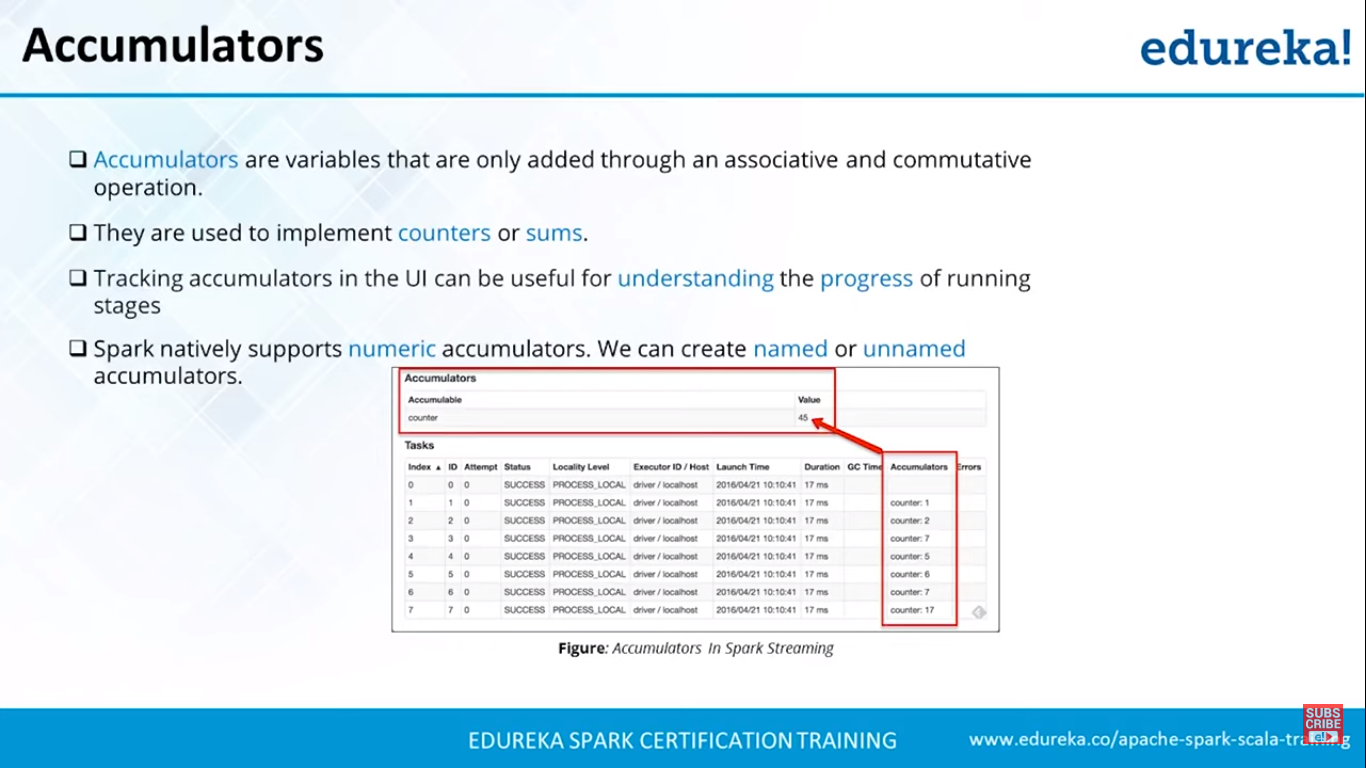 Accumulators
edureka!
❑ Accumulators are variables that are only added through an associative and commutative
operation.
❑ They are used to implement counters or sums.
❑ Tracking accumulators in the UI can be useful for understanding the progress of running
stages
❑ Spark natively supports numeric accumulators. We can create named or unnamed
accumulators.
Accumulators
Accumulable Value
counter 45
Tasks
Index ▲ ID Attempt Status Locality Level Executor ID / Host Launch Time Duration GC Time Accumulators Errors
0 0 0 SUCCESS PROCESS_LOCAL driver / localhost 2016/04/21 10:10:41 17 ms
1 1 0 SUCCESS PROCESS_LOCAL driver / localhost 2016/04/21 10:10:41 17 ms counter: 1
2 2 0 SUCCESS PROCESS_LOCAL driver / localhost 2016/04/21 10:10:41 17 ms counter: 2
3 3 0 SUCCESS PROCESS_LOCAL driver / localhost 2016/04/21 10:10:41 17 ms counter: 7
4 4 0 SUCCESS PROCESS_LOCAL driver / localhost 2016/04/21 10:10:41 17 ms counter: 5
5 5 0 SUCCESS PROCESS_LOCAL driver / localhost 2016/04/21 10:10:41 17 ms counter: 6
6 6 0 SUCCESS PROCESS_LOCAL driver / localhost 2016/04/21 10:10:41 17 ms counter: 7
7 7 0 SUCCESS PROCESS_LOCAL driver / localhost 2016/04/21 10:10:41 17 ms counter: 17
Figure: Accumulators In Spark Streaming
SUBS
CRIBE
e!
EDUREKA SPARK CERTIFICATION TRAINING
www.edureka.co/apache-spark-scala-training